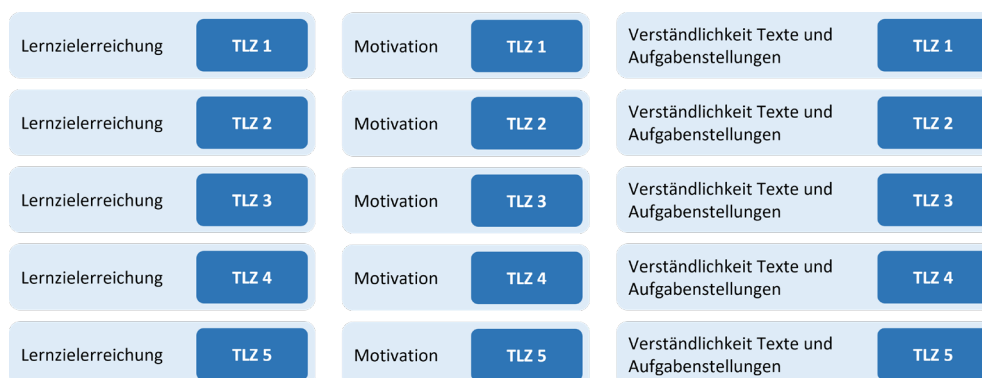 Lernzielerreichung TLZ 1 Motivation TLZ 1 Verständlichkeit Texte und
Aufgabenstellungen TLZ 1
Lernzielerreichung TLZ 2 Motivation TLZ 2 Verständlichkeit Texte und
Aufgabenstellungen TLZ 2
Lernzielerreichung TLZ 3 Motivation TLZ 3 Verständlichkeit Texte und
Aufgabenstellungen TLZ 3
Lernzielerreichung TLZ 4 Motivation TLZ 4 Verständlichkeit Texte und
Aufgabenstellungen TLZ 4
Lernzielerreichung TLZ 5 Motivation TLZ 5 Verständlichkeit Texte und
Aufgabenstellungen TLZ 5